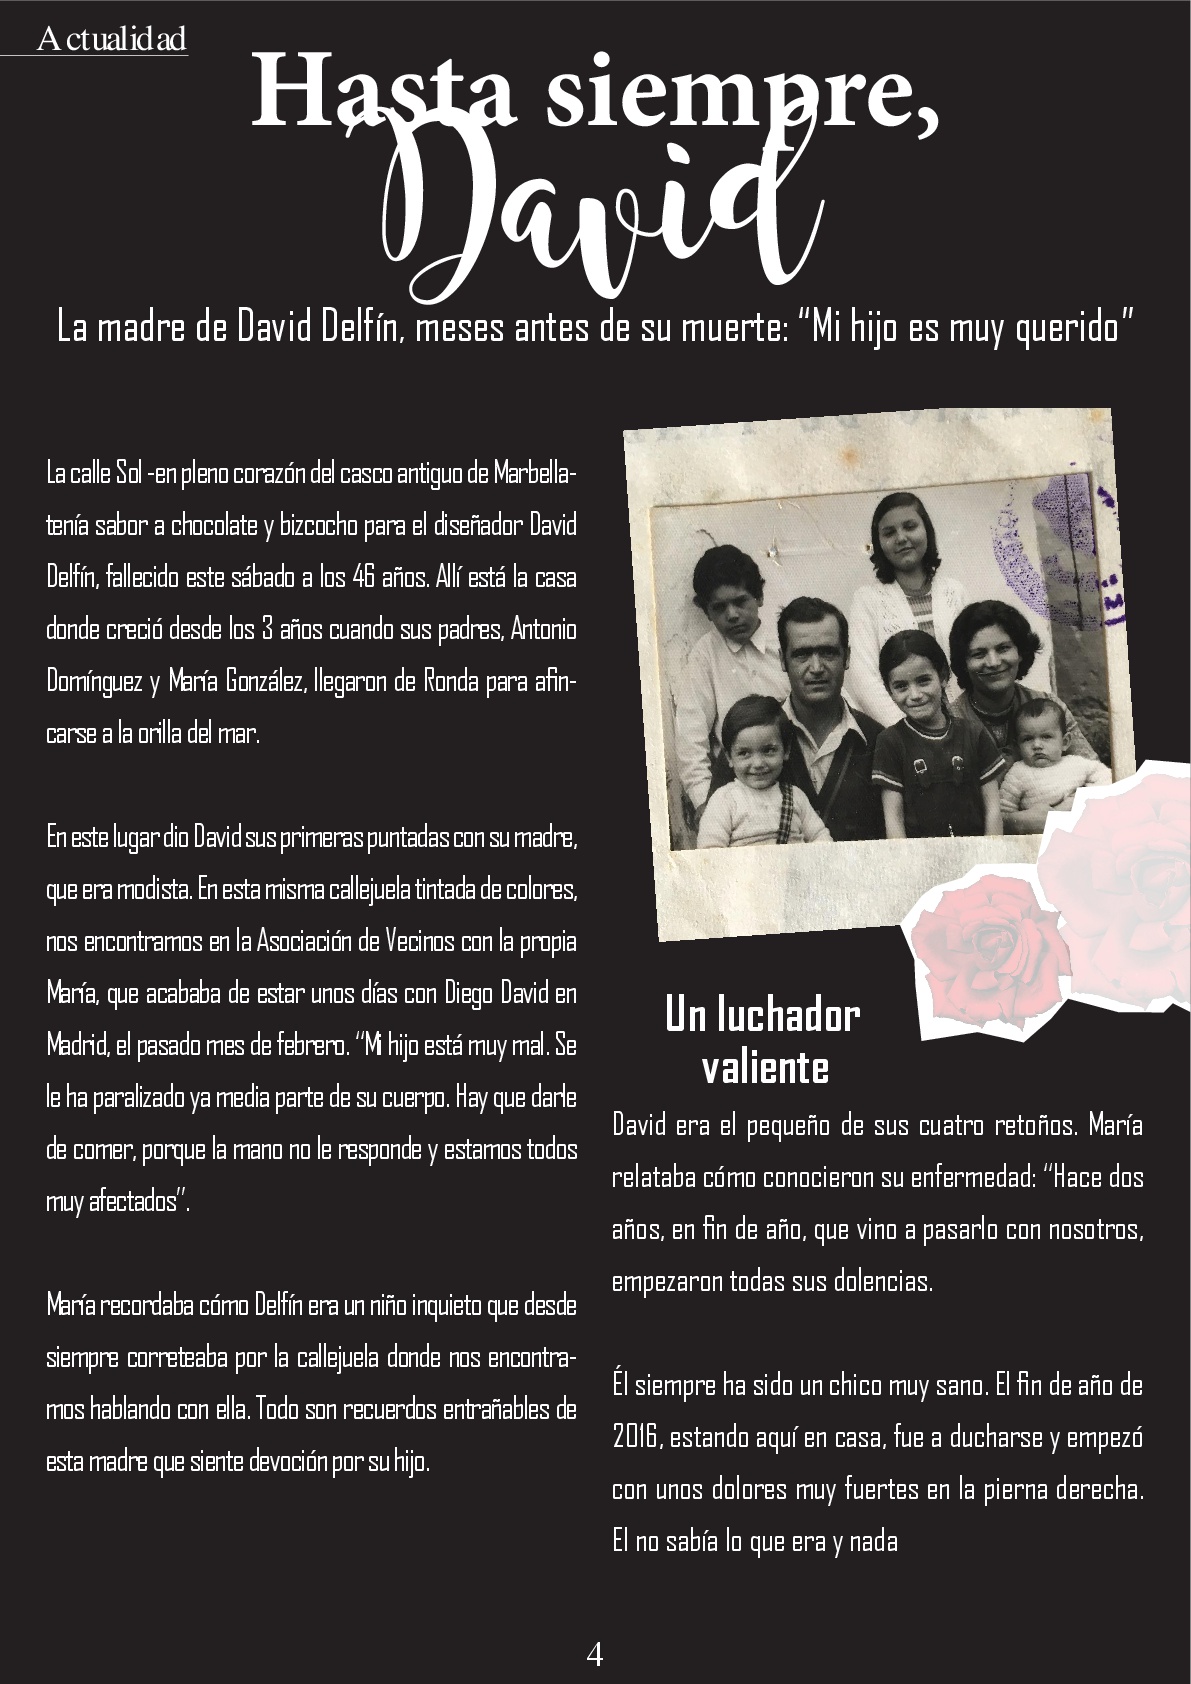 Actualidad
Hasta siempre,
David
La madre de David Delfín, meses antes de su muerte: “Mi hijo es muy querido”
La calle Sol -en pleno corazón del casco antiguo de Marbella-
tenía sabor a chocolate y bizcocho para el diseñador David
Delfín, fallecido este sábado a los 46 años. Allí está la casa
donde creció desde los 3 años cuando sus padres, Antonio
Domínguez y María González, llegaron de Ronda para afin-
carse a la orilla del mar.
En este lugar dio David sus primeras puntadas con su madre,
que era modista. En esta misma callejuela tintada de colores,
nos encontramos en la Asociación de Vecinos con la propia
María, que acababa de estar unos días con Diego David en
Madrid, el pasado mes de febrero. “Mi hijo está muy mal. Se
le ha paralizado ya media parte de su cuerpo. Hay que darle
de comer, porque la mano no le responde y estamos todos
muy afectados”.
María recordaba cómo Delfín era un niño inquieto que desde
siempre correteaba por la callejuela donde nos encontra-
mos hablando con ella. Todo son recuerdos entrañables de
esta madre que siente devoción por su hijo.
Un luchador
valiente
David era el pequeño de sus cuatro retoños. María
relataba cómo conocieron su enfermedad: “Hace dos
años, en fin de año, que vino a pasarlo con nosotros,
empezaron todas sus dolencias.
Él siempre ha sido un chico muy sano. El fin de año de
2016, estando aquí en casa, fue a ducharse y empezó
con unos dolores muy fuertes en la pierna derecha.
El no sabía lo que era y nada
4